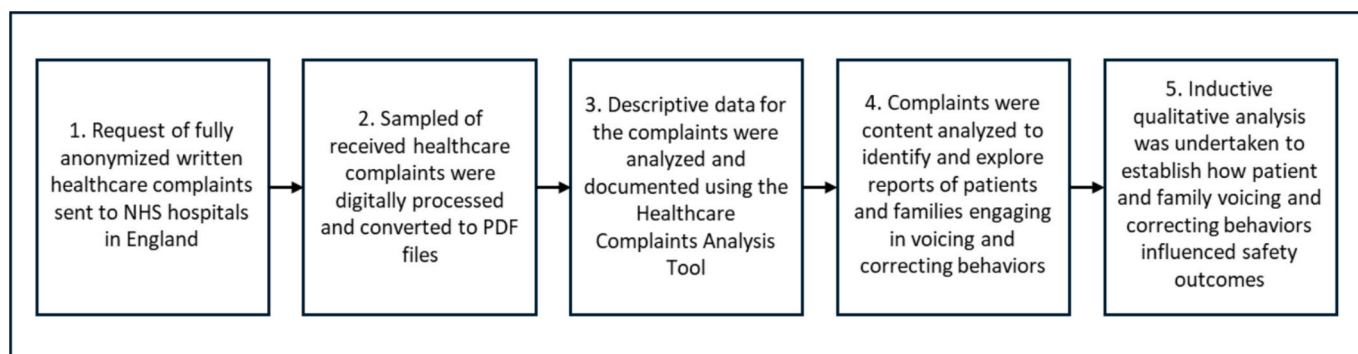 1. Request of fully
anonymized written
healthcare complaints
sent to NHS hospitals
in England
2. Sampled of
received healthcare
complaints were
digitally processed
and converted to PDF
files
3. Descriptive data for
the complaints were
analyzed and
documented using the
Healthcare
Complaints Analysis
Tool
4. Complaints were
content analyzed to
identify and explore
reports of patients
and families engaging
in voicing and
correcting behaviors
5. Inductive
qualitative analysis
was undertaken to
establish how patient
and family voicing and
correcting behaviors
influenced safety
outcomes